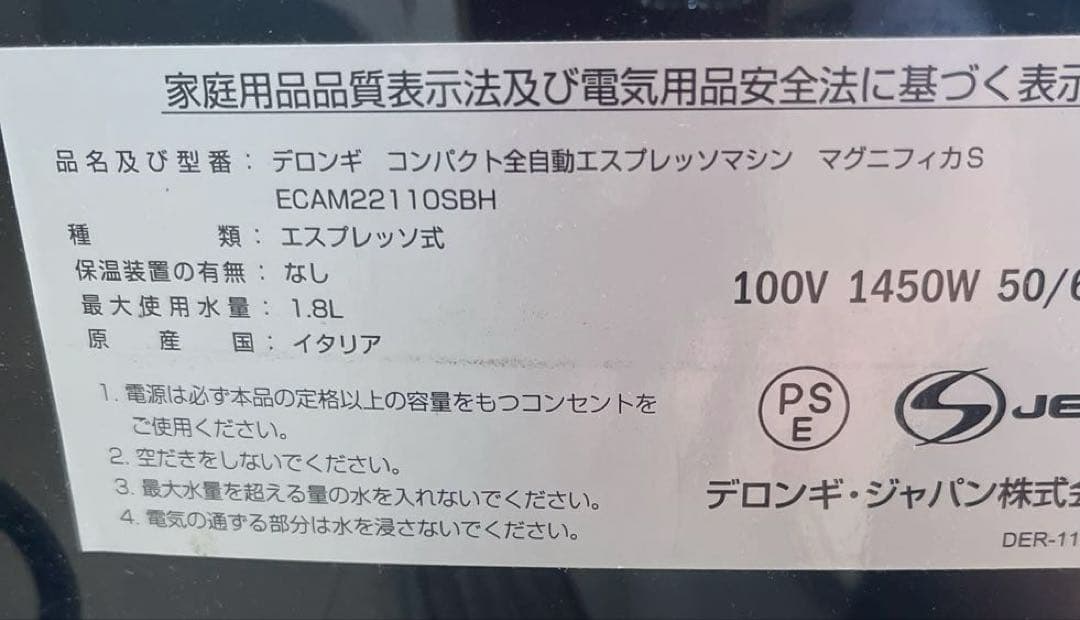 家庭用品品質表示法及び電気用品安全法に基づく表示
品名及び型番：デロンギ　コンパクト全自動エスプレッソマシン　マグニフィカS
ECAM22110SBH
種類：エスプレッソ式
保温装置の有無：なし
最大使用水量：1.8L
原産国：イタリア
100V 1450W 50/6
1. 電源は必ず本品の定格以上の容量をもつコンセントを
ご使用ください。
2. 空だきをしないでください。
3. 最大水量を超える量の水を入れないでください。
4. 電気の通ずる部分は水を浸さないでください。
PS
E
JE
デロンギ・ジャパン株式会
DER-11